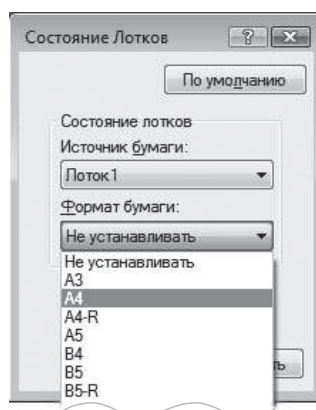 Состояние Лотков
По умолчанию
Состояние лотков
Источник бумаги:
Лоток1
Формат бумаги:
Не устанавливать
Не устанавливать
A3
A4
A4-R
A5
B4
B5
B5-R
ь